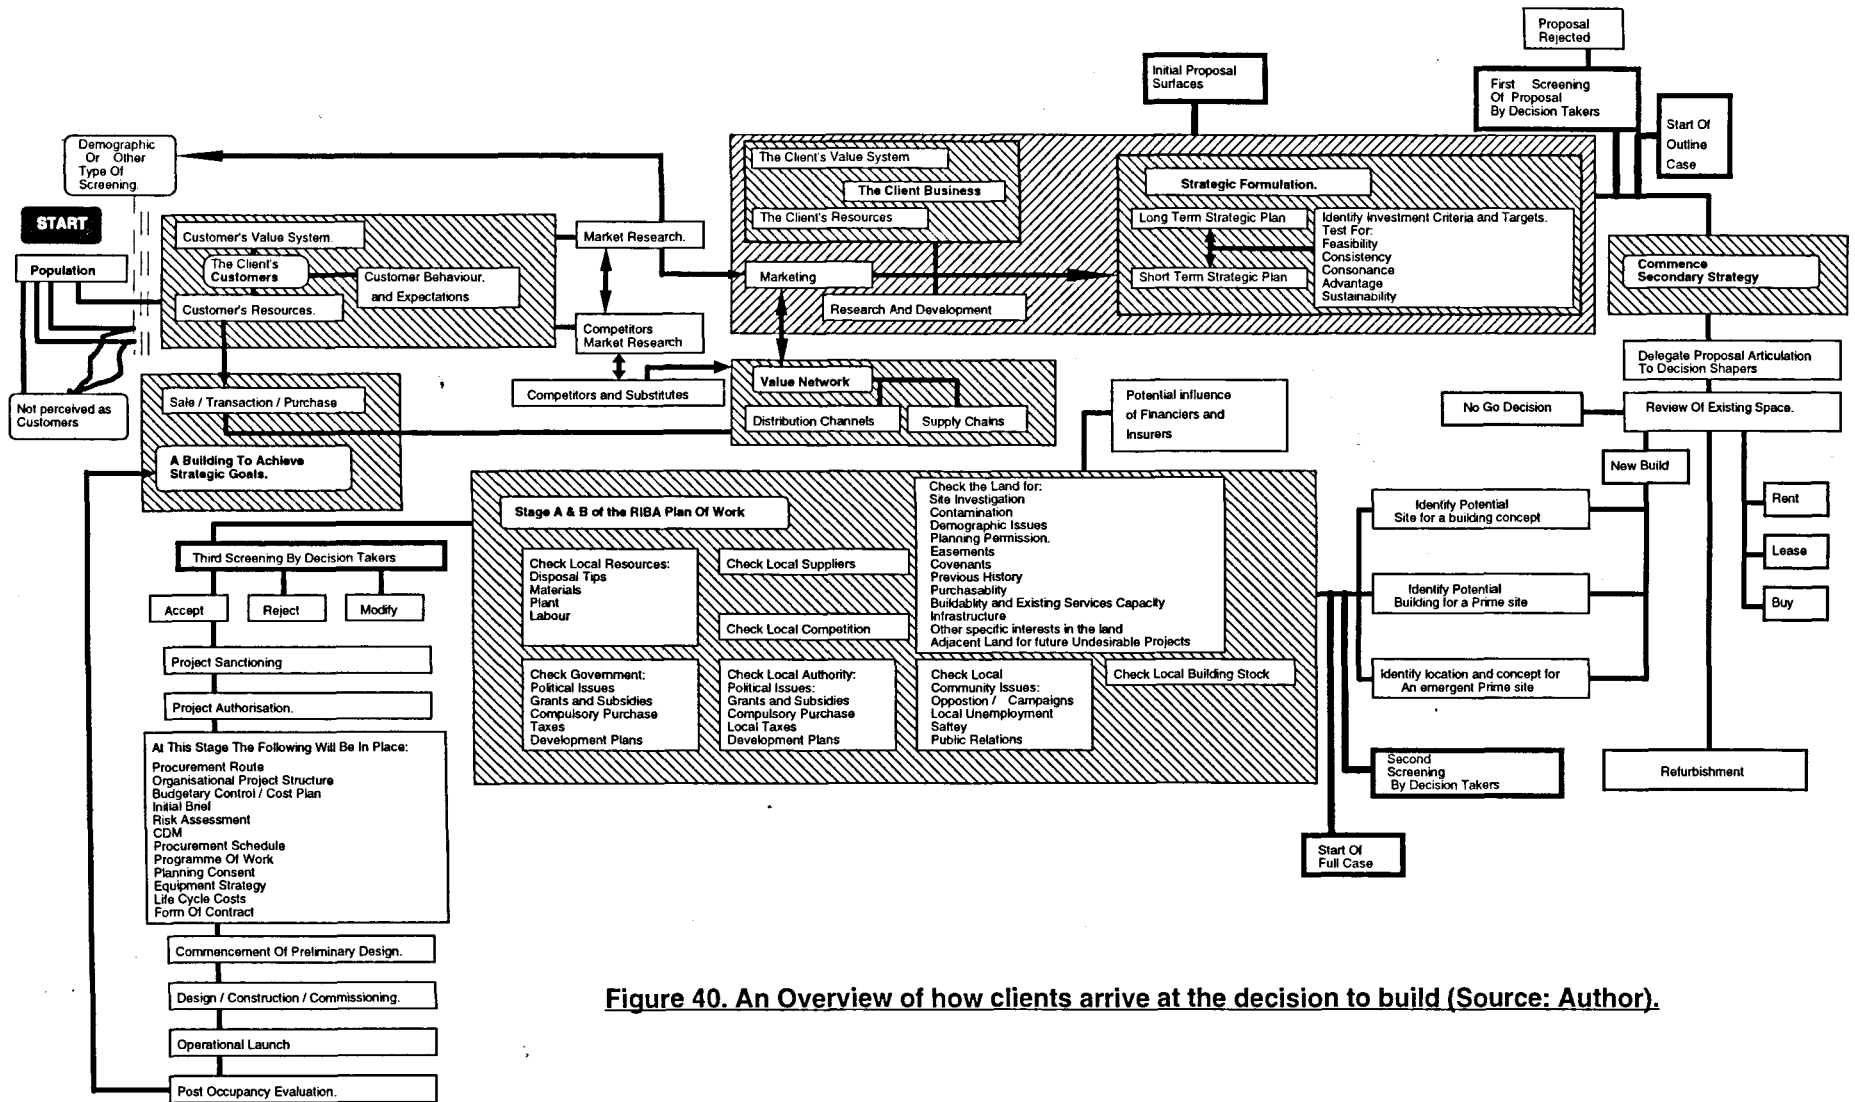 Proposal
Rejected
Initial Proposal
Surfaces
First Screening
Of Proposal
By Decision Takers
Start Of
Outline
Case
Demographic
Or Other
Type Of
Screening.
START
Population
Not perceived as
Customers
Customer's Value System.
The Client's
Customers
Customer Behaviour.
and Expectations
Customer's Resources.
Market Research.
Competitors
Market Research
Competitors and Substitutes
The Client's Value System
The Client Business
The Client's Resources
Marketing
Research And Development
Strategic Formulation.
Long Term Strategic Plan
Short Term Strategic Plan
Identify Investment Criteria and Targets.
Test For:
Feasibility
Consistency
Consonance
Advantage
Sustainability
Commence
Secondary Strategy
Delegate Proposal Articulation
To Decision Shapers
No Go Decision
Review Of Existing Space.
New Build
Rent
Lease
Buy
Refurbishment
Sale / Transaction / Purchase
A Building To Achieve
Strategic Goals.
Value Network
Distribution Channels
Supply Chains
Potential influence
of Financiers and
Insurers
Identify Potential
Site for a building concept
Identify Potential
Building for a Prime site
Identify location and concept for
An emergent Prime site
Second
Screening
By Decision Takers
Start Of
Full Case
Stage A & B of the RIBA Plan Of Work
Check Local Resources:
Disposal Tips
Materials
Plant
Labour
Check Local Suppliers
Check Local Competition
Check the Land for:
Site Investigation
Contamination
Demographic Issues
Planning Permission.
Easements
Covenants
Previous History
Purchasablity
Buildablity and Existing Services Capacity
Infrastructure
Other specific interests in the land
Adjacent Land for future Undesirable Projects
Check Government:
Political Issues
Grants and Subsidies
Compulsory Purchase
Taxes
Development Plans
Check Local Authority:
Political Issues:
Grants and Subsidies
Compulsory Purchase
Local Taxes
Development Plans
Check Local
Community Issues:
Oppostion / Campaigns
Local Unemployment
Saftey
Public Relations
Check Local Building Stock
Third Screening By Decision Takers
Accept
Reject
Modify
Project Sanctioning
Project Authorisation.
At This Stage The Following Will Be In Place:
Procurement Route
Organisational Project Structure
Budgetary Control / Cost Plan
Initial Brief
Risk Assessment
CDM
Procurement Schedule
Programme Of Work
Planning Consent
Equipment Strategy
Life Cycle Costs
Form Of Contract
Commencement Of Preliminary Design.
Design / Construction / Commissioning.
Operational Launch
Post Occupancy Evaluation.
Figure 40. An Overview of how clients arrive at the decision to build (Source: Author).